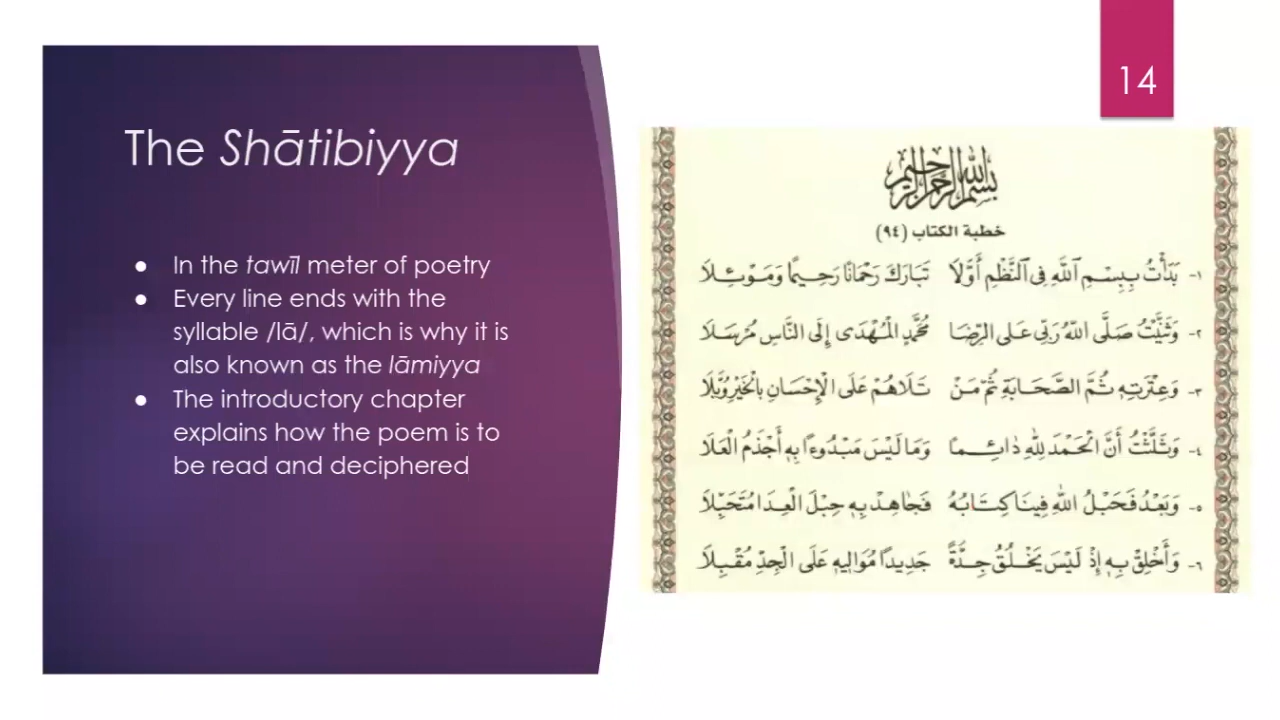 14
The Shātibiyya
● In the tawīl meter of poetry
● Every line ends with the
syllable /lā/, which is why it is
also known as the lāmiyya
● The introductory chapter
explains how the poem is to
be read and deciphered
بسم الله الرحمن الرحيم
خطبة الكتاب (٩٤)
١- بَدَأْتُ بِبِسْمِ ٱللَّهِ فِى ٱلنَّظْمِ أَوَّلَا تَبَارَكَ رَحْمَانًا رَحِيمًا وَمَوْئِلَا
٢- وَثَنَّيْتُ صَلَّى اللهُ رَبِّى عَلَى الرِّضَا مُحَمَّدٍ الْمُهْدَى إِلَى النَّاسِ مُرْسَلَا
٣- وَعِتْرَتِهِ ثُمَّ الصَّحَابَةِ ثُمَّ مَنْ تَلَاهُمْ عَلَى الْإِحْسَانِ بِالْخَيْرِ وُبَّلَا
٤- وَثَلَّثْتُ أَنَّ الْحَمْدَ لِلّٰهِ دَائِمًا وَمَا لَيْسَ مَبْدُوءًا بِهِ أَجْذَمُ الْعَلَا
٥- وَبَعْدُ فَحَبْلُ اللهِ فِينَا كِتَابُهُ فَجَاهِدْ بِهِ حِبْلَ الْعِدَا مُتَحَبِّلَا
٦- وَأَخْلِقْ بِهِ إِذْ لَيْسَ يَخْلُقُ جِدَّةً جَدِيدًا مُوَالِيهِ عَلَى الْجِدِّ مُقْبِلَا